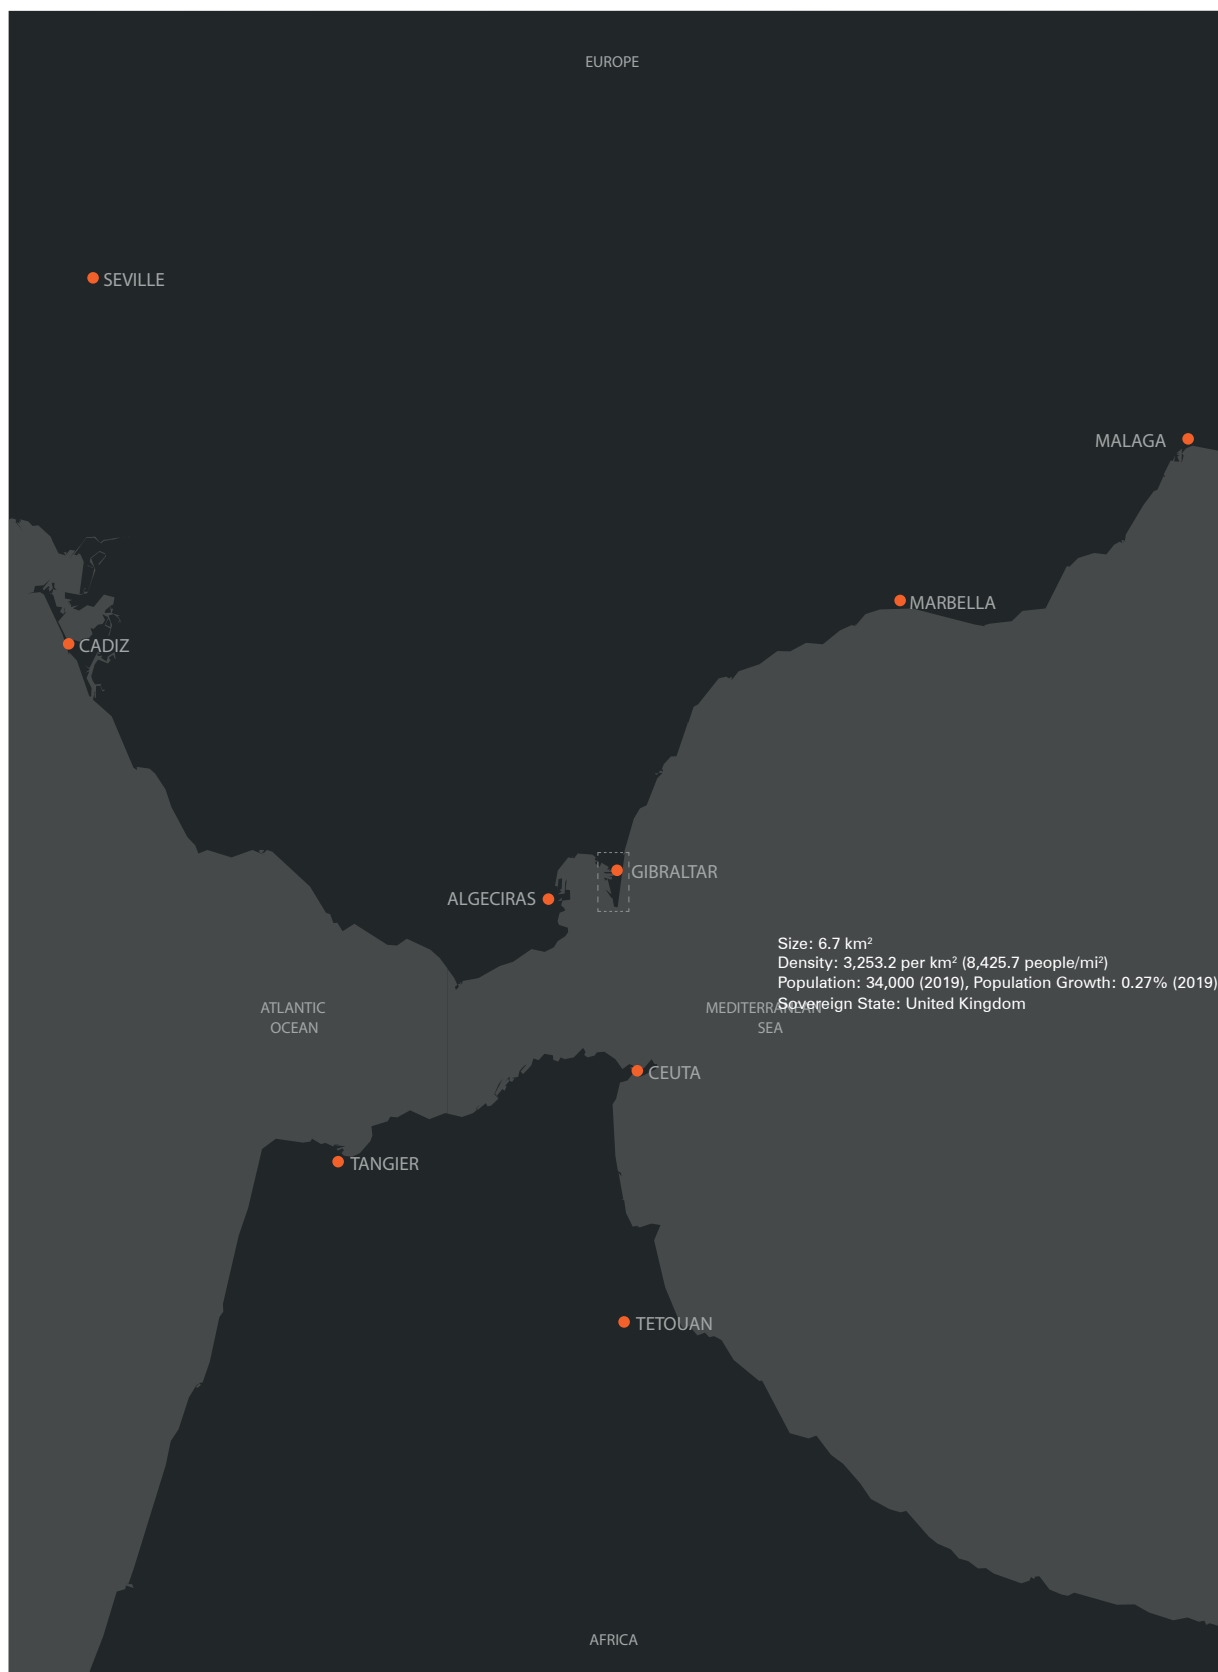 EUROPE
SEVILLE
MALAGA
MARBELLA
CADIZ
GIBRALTAR
ALGECIRAS
Size: 6.7 km²
Density: 3,253.2 per km² (8,425.7 people/mi²)
Population: 34,000 (2019), Population Growth: 0.27% (2019)
Sovereign State: United Kingdom
ATLANTIC
OCEAN
MEDITERRANEAN
SEA
CEUTA
TANGIER
TETOUAN
AFRICA